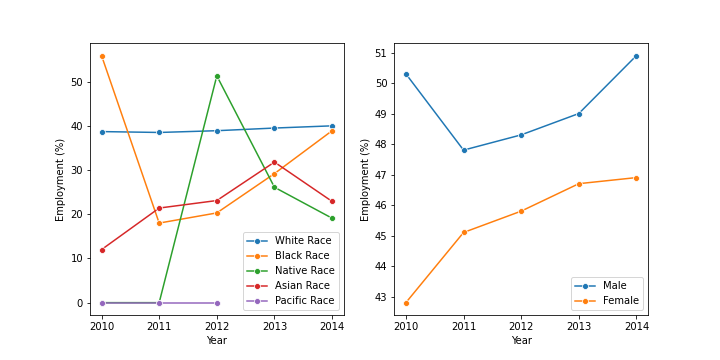 50
40
30
20
10
0
Employment (%)
2010 2011 2012 2013 2014
Year
White Race
Black Race
Native Race
Asian Race
Pacific Race
51
50
49
48
47
46
45
44
43
Employment (%)
2010 2011 2012 2013 2014
Year
Male
Female